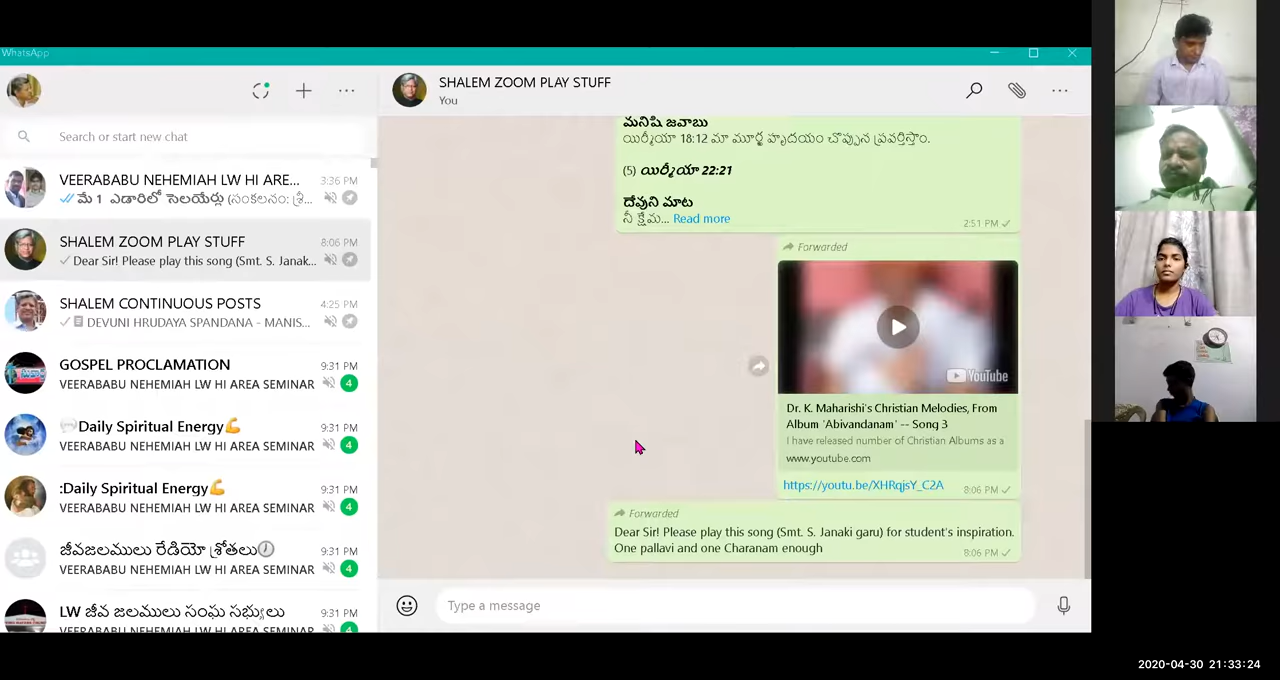 WhatsApp
Search or start new chat
VEERABABU NEHEMIAH LW HI ARE...
3:36 PM
మే 1 ఎడారిలో సెలయేర్లు (సంకలనం: శ్రీ...
SHALEM ZOOM PLAY STUFF
8:06 PM
Dear Sir! Please play this song (Smt. S. Janak...
SHALEM CONTINUOUS POSTS
4:25 PM
DEVUNI HRUDAYA SPANDANA - MANIS...
GOSPEL PROCLAMATION
9:31 PM
VEERABABU NEHEMIAH LW HI AREA SEMINAR
4
💬Daily Spiritual Energy💪
9:31 PM
VEERABABU NEHEMIAH LW HI AREA SEMINAR
4
:Daily Spiritual Energy💪
9:31 PM
VEERABABU NEHEMIAH LW HI AREA SEMINAR
4
జీవజలములు రేడియో శ్రోతలు🕖
9:31 PM
VEERABABU NEHEMIAH LW HI AREA SEMINAR
4
LW జీవ జలములు సంఘ సభ్యులు
9:31 PM
VEERABABU NEHEMIAH LW HI AREA SEMINAR
4
SHALEM ZOOM PLAY STUFF
You
మనిషి జవాబు
యిర్మీయా 18:12 మా మూర్ఖ హృదయం చొప్పున ప్రవర్తిస్తాం.
(5) యిర్మీయా 22:21
దేవుని మాట
నీ క్షేమ... Read more
2:51 PM
Forwarded
YouTube
Dr. K. Maharishi's Christian Melodies, From
Album 'Abivandanam' -- Song 3
I have released number of Christian Albums as a
www.youtube.com
https://youtu.be/XHRqjsY_C2A
8:06 PM
Forwarded
Dear Sir! Please play this song (Smt. S. Janaki garu) for student's inspiration.
One pallavi and one Charanam enough
8:06 PM
Type a message
2020-04-30 21:33:24